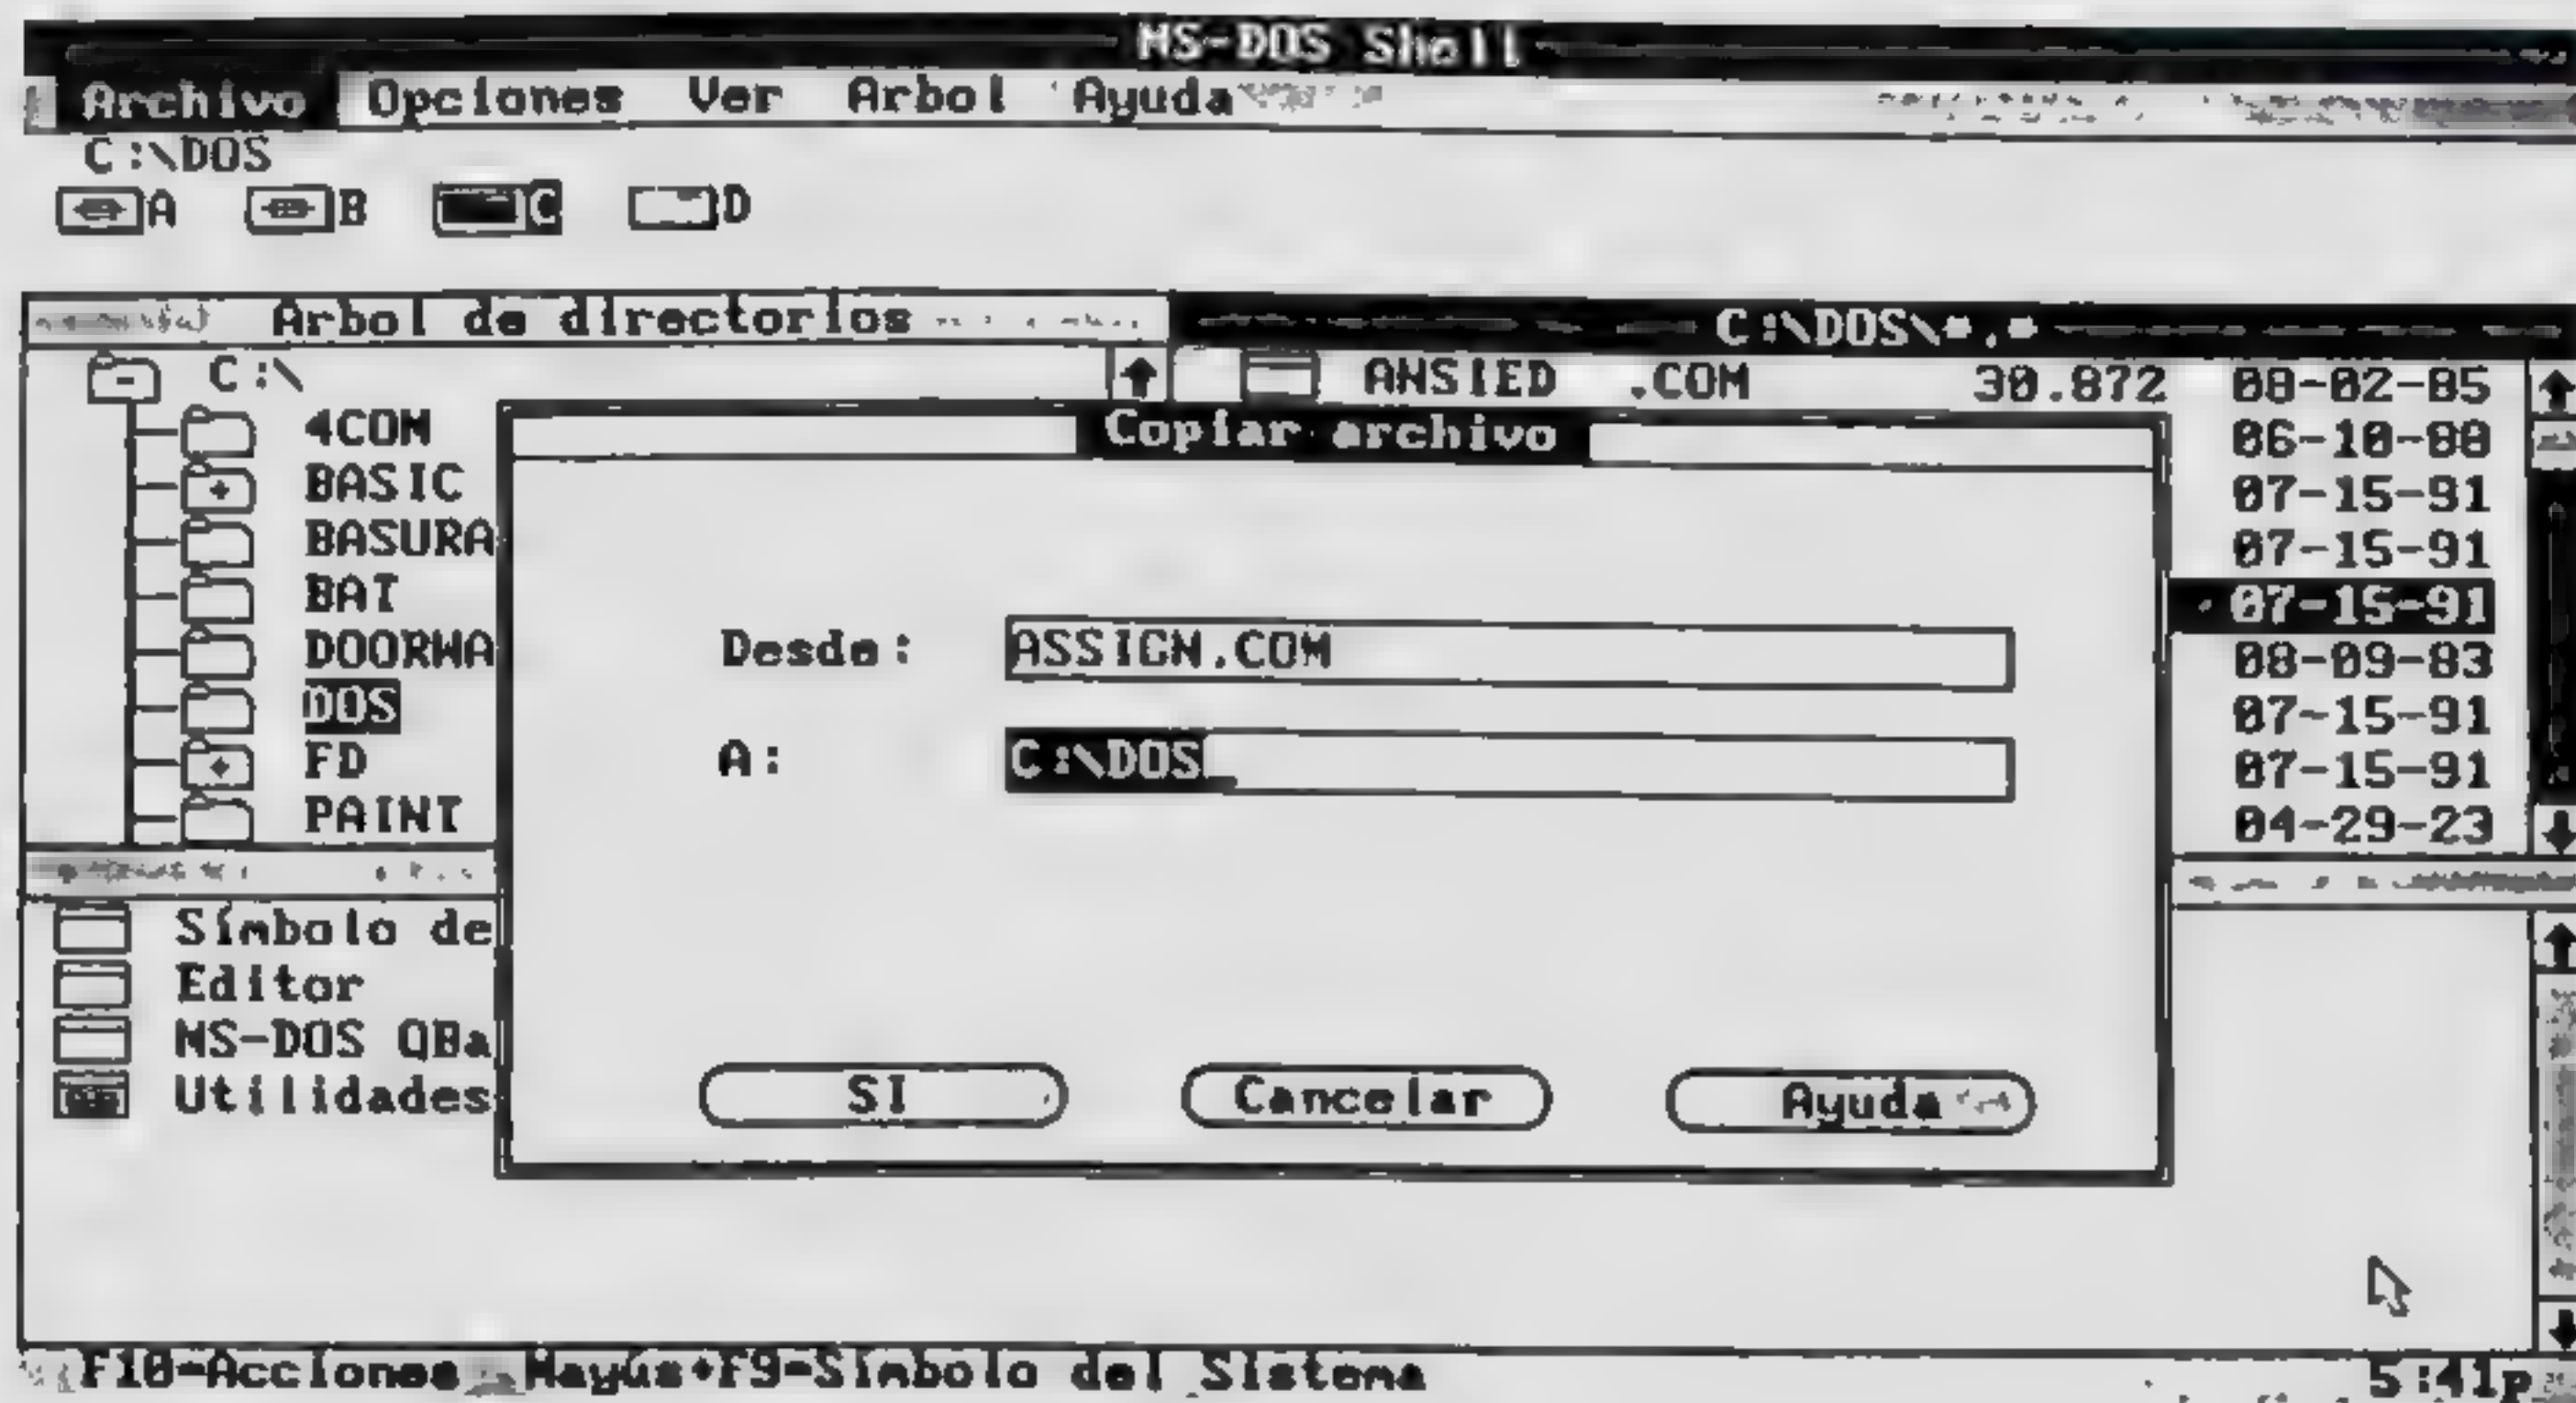 MS-DOS Shell
Archivo Opciones Ver Arbol Ayuda
C:\DOS
A B C D
Arbol de directorios
C:\DOS\*.*
C:\
ANSIED .COM 30.872 08-02-85
4COM
Copiar archivo
06-10-88
BASIC
07-15-91
BASURA
07-15-91
BAT
07-15-91
DOORWA
Desde: ASSIGN.COM
08-09-83
DOS
07-15-91
FD
A: C:\DOS
07-15-91
PAINT
04-29-23
Símbolo de
Editor
MS-DOS QBa
Utilidades
SI Cancelar Ayuda
F10=Acciones Mayús+F9=Símbolo del Sistema 5:41p